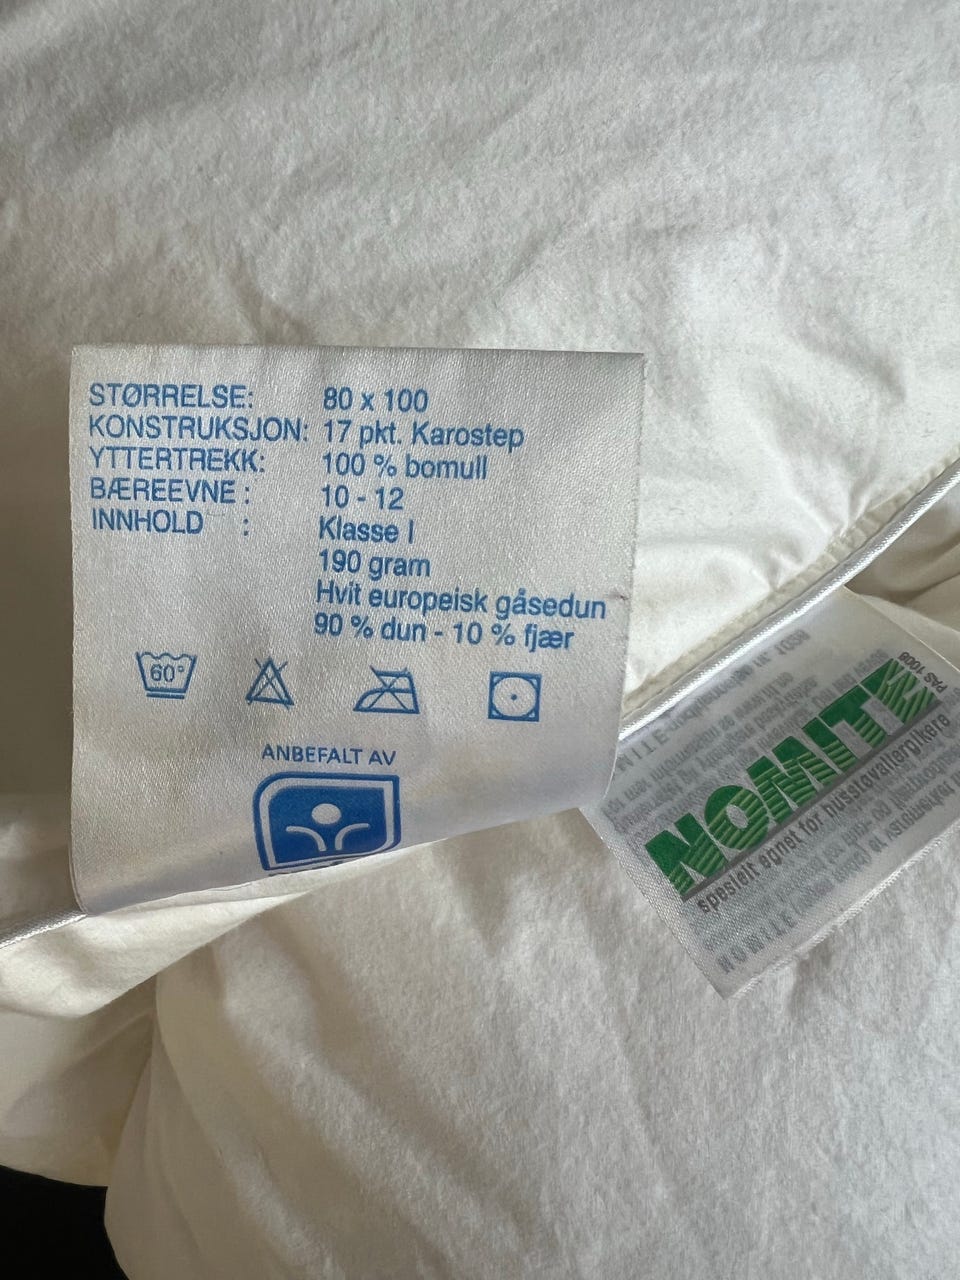 STØRRELSE: 80 x 100
KONSTRUKSJON: 17 pkt. Karostep
YTTERTREKK: 100 % bomull
BÆREEVNE : 10 - 12
INNHOLD : Klasse I
190 gram
Hvit europeisk gåsedun
90 % dun - 10 % fjær
60°
ANBEFALT AV
PAS 1008
NOMITE
spesielt egnet for husstøvallergikere